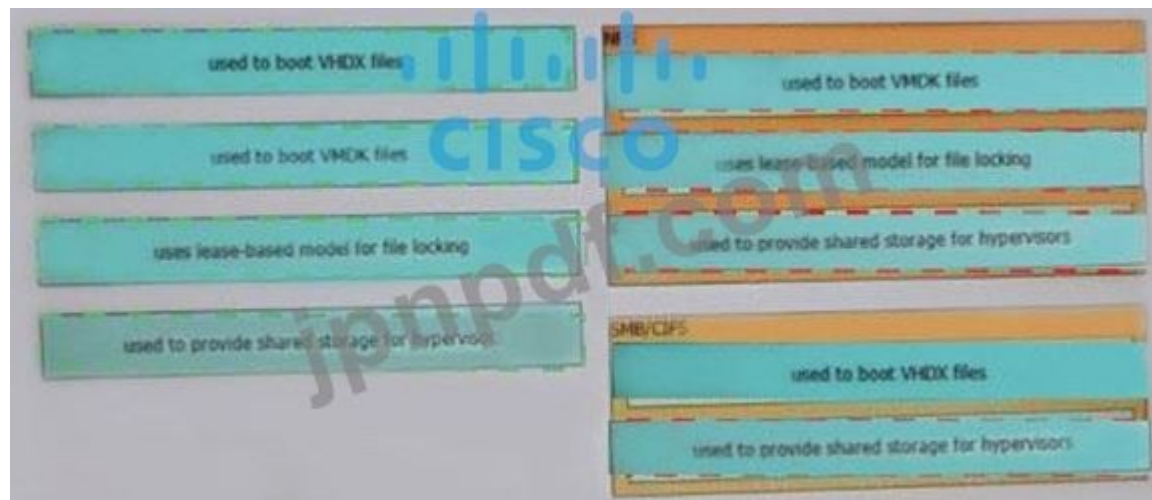 used to boot VHDX files
used to boot VMDK files
uses lease-based model for file locking
used to provide shared storage for hypervisors
NFS
used to boot VMDK files
uses lease-based model for file locking
used to provide shared storage for hypervisors
SMB/CIFS
used to boot VHDX files
used to provide shared storage for hypervisors
CISCO
jpnpdf.com